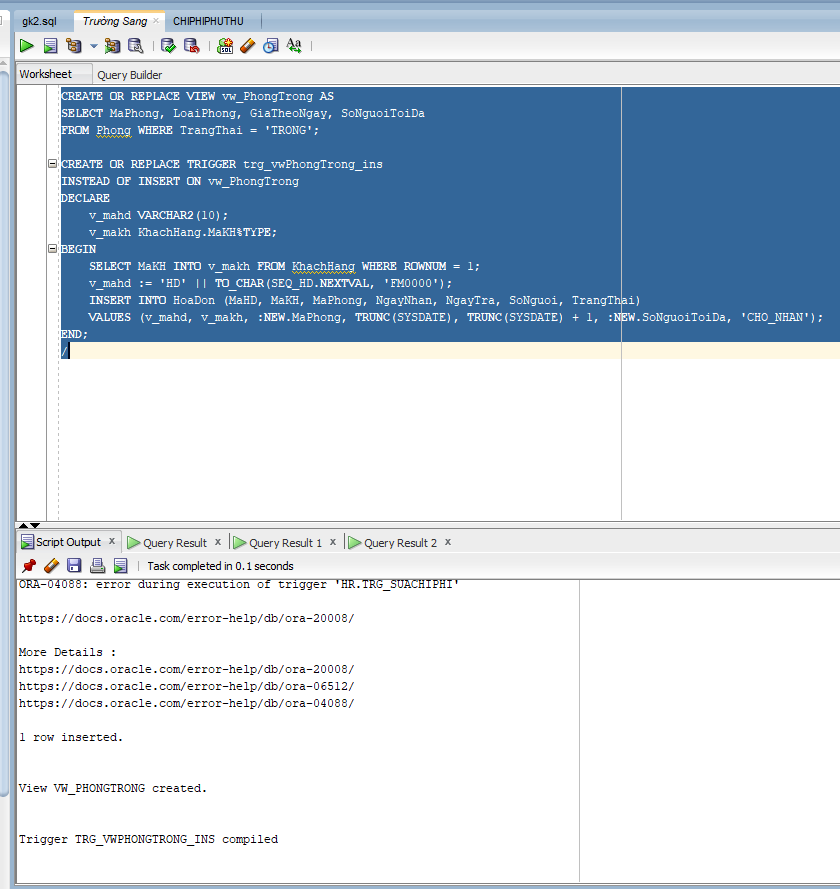 gk2.sql Trường Sang CHIPHIPHUTHU
Worksheet Query Builder
CREATE OR REPLACE VIEW vw_PhongTrong AS
SELECT MaPhong, LoaiPhong, GiaTheoNgay, SoNguoiToiDa
FROM Phong WHERE TrangThai = 'TRONG';
CREATE OR REPLACE TRIGGER trg_vwPhongTrong_ins
INSTEAD OF INSERT ON vw_PhongTrong
DECLARE
v_mahd VARCHAR2(10);
v_makh KhachHang.MaKH%TYPE;
BEGIN
SELECT MaKH INTO v_makh FROM KhachHang WHERE ROWNUM = 1;
v_mahd := 'HD' || TO_CHAR(SEQ_HD.NEXTVAL, 'FM0000');
INSERT INTO HoaDon (MaHD, MaKH, MaPhong, NgayNhan, NgayTra, SoNguoi, TrangThai)
VALUES (v_mahd, v_makh, :NEW.MaPhong, TRUNC(SYSDATE), TRUNC(SYSDATE) + 1, :NEW.SoNguoiToiDa, 'CHO_NHAN');
END;
/
Script Output x Query Result x Query Result 1 x Query Result 2 x
Task completed in 0.1 seconds
ORA-04088: error during execution of trigger 'HR.TRG_SUACHIPHI'
https://docs.oracle.com/error-help/db/ora-20008/
More Details :
https://docs.oracle.com/error-help/db/ora-20008/
https://docs.oracle.com/error-help/db/ora-06512/
https://docs.oracle.com/error-help/db/ora-04088/
1 row inserted.
View VW_PHONGTRONG created.
Trigger TRG_VWPHONGTRONG_INS compiled